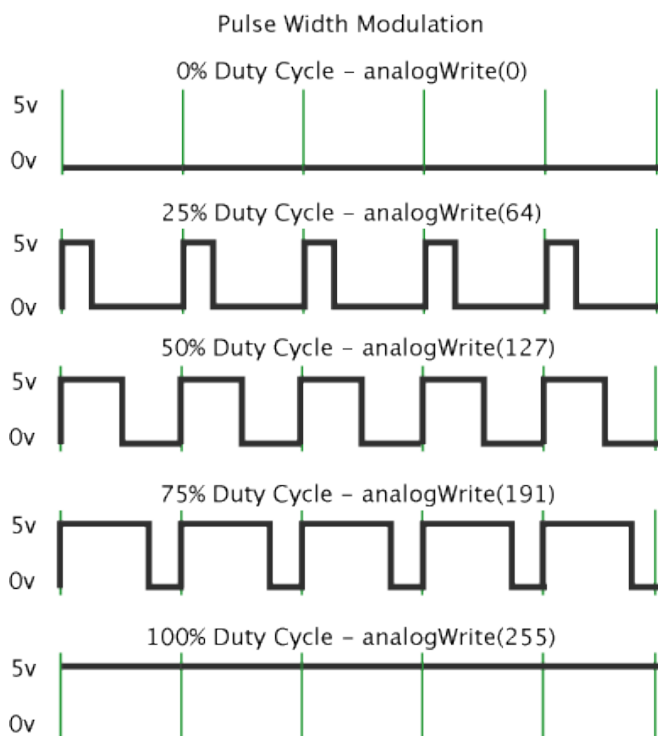 Pulse Width Modulation
0% Duty Cycle – analogWrite(0)
5v
0v
25% Duty Cycle – analogWrite(64)
5v
0v
50% Duty Cycle – analogWrite(127)
5v
0v
75% Duty Cycle – analogWrite(191)
5v
0v
100% Duty Cycle – analogWrite(255)
5v
0v